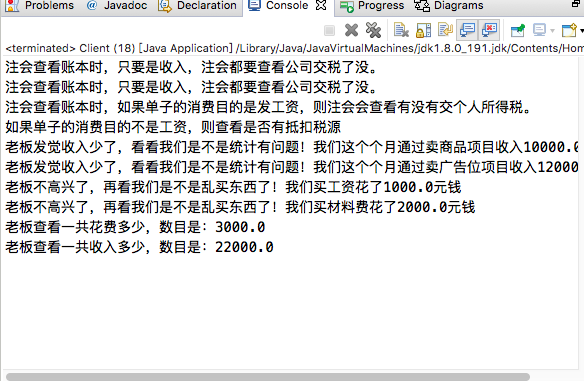 Problems @ Javadoc Declaration Console Progress Diagrams
<terminated> Client (18) [Java Application] /Library/Java/JavaVirtualMachines/jdk1.8.0_191.jdk/Contents/Hom
注会查看账本时，只要是收入，注会都要查看公司交税了没。
注会查看账本时，只要是收入，注会都要查看公司交税了没。
注会查看账本时，如果单子的消费目的是发工资，则注会会查看有没有交个人所得税。
如果单子的消费目的不是工资，则查看是否有抵扣税源
老板发觉收入少了，看看我们是不是统计有问题！我们这个个月通过卖商品项目收入10000.0
老板发觉收入少了，看看我们是不是统计有问题！我们这个个月通过卖广告位项目收入12000
老板不高兴了，再看我们是不是乱买东西了！我们买工资花了1000.0元钱
老板不高兴了，再看我们是不是乱买东西了！我们买材料费花了2000.0元钱
老板查看一共花费多少，数目是：3000.0
老板查看一共收入多少，数目是：22000.0